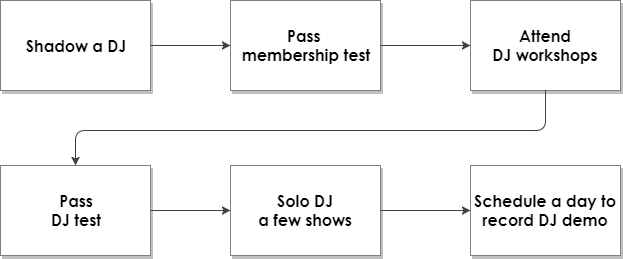 Shadow a DJ
Pass
membership test
Attend
DJ workshops
Pass
DJ test
Solo DJ
a few shows
Schedule a day to
record DJ demo